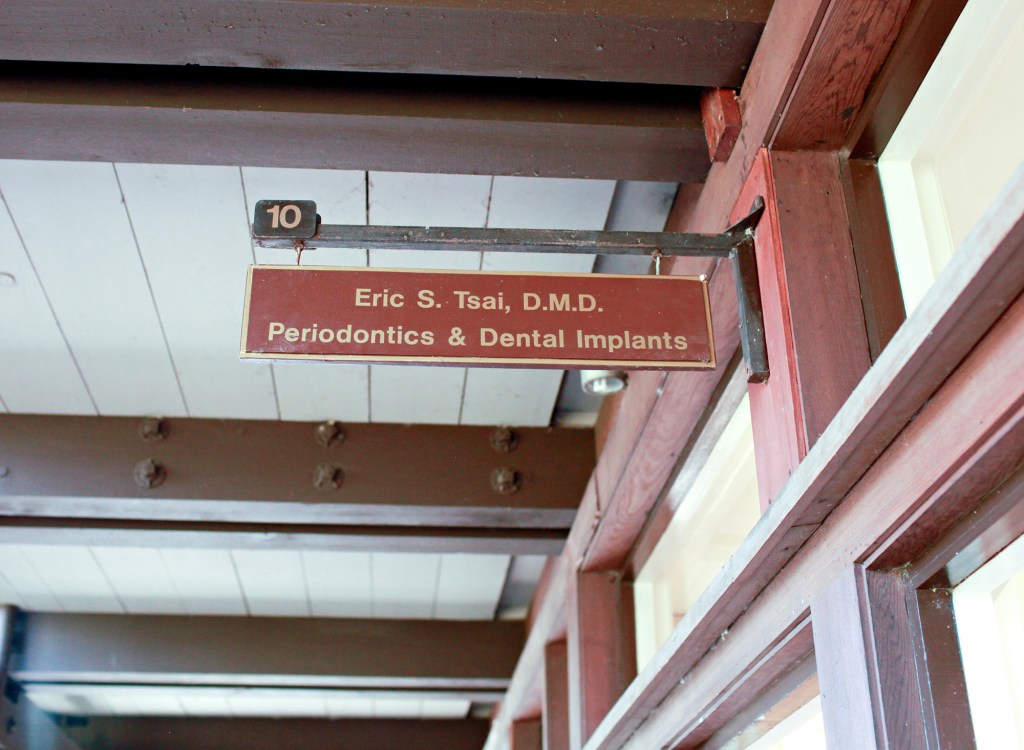 10
Eric S. Tsai, D.M.D.
Periodontics & Dental Implants